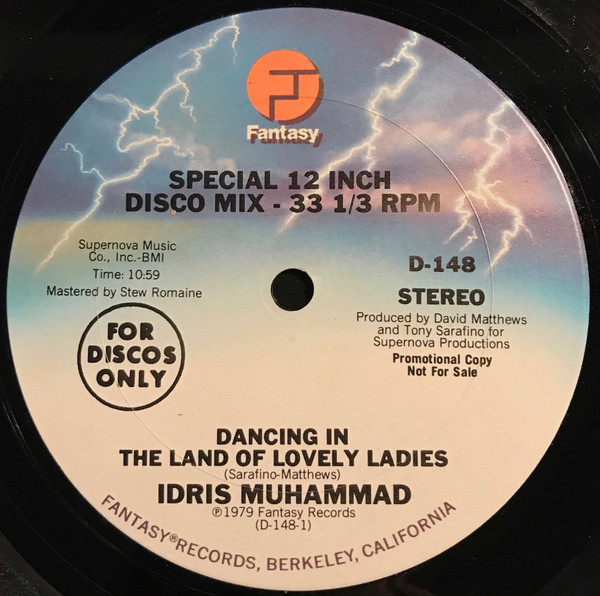 Fantasy
SPECIAL 12 INCH
DISCO MIX - 33 1/3 RPM
Supernova Music
Co., Inc.-BMI
Time: 10:59
Mastered by Stew Romaine
FOR
DISCOS
ONLY
D-148
STEREO
Produced by David Matthews
and Tony Sarafino for
Supernova Productions
Promotional Copy
Not For Sale
DANCING IN
THE LAND OF LOVELY LADIES
(Sarafino-Matthews)
IDRIS MUHAMMAD
℗1979 Fantasy Records
(D-148-1)
FANTASY® RECORDS, BERKELEY, CALIFORNIA